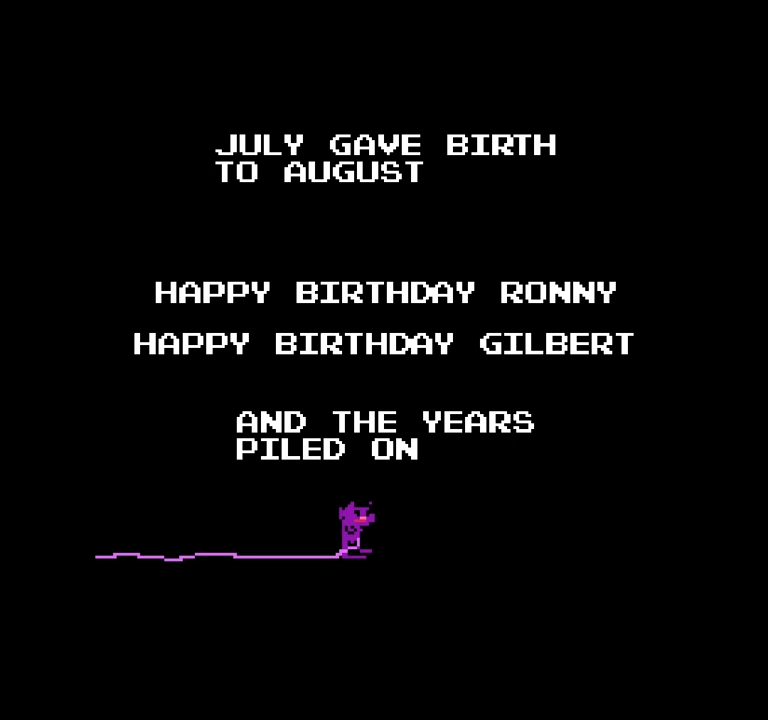 JULY GAVE BIRTH
TO AUGUST
HAPPY BIRTHDAY RONNY
HAPPY BIRTHDAY GILBERT
AND THE YEARS
PILED ON